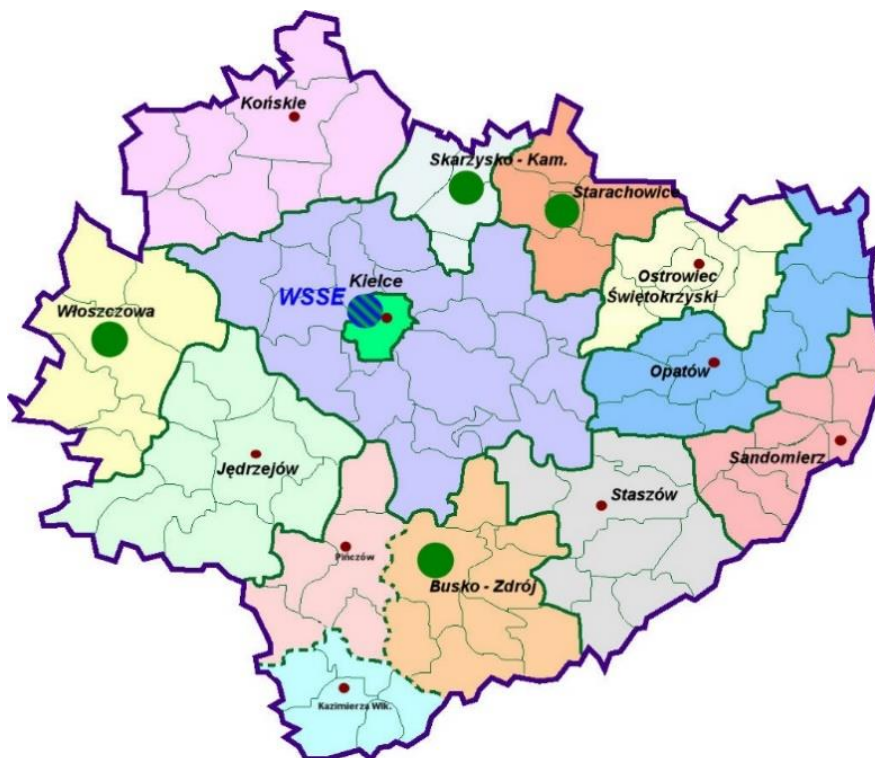 Końskie
Skarżysko - Kam.
Starachowice
Ostrowiec
Świętokrzyski
Kielce
WSSE
Włoszczowa
Opatów
Sandomierz
Jędrzejów
Staszów
Pińczów
Busko - Zdrój
Kazimierza Wlk.